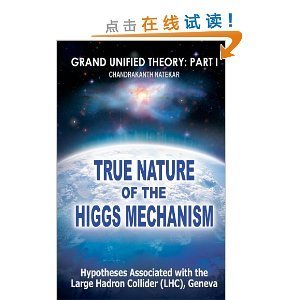 点击 在线试读！
GRAND UNIFIED THEORY: PART I
CHANDRAKANTH NATEKAR
TRUE NATURE
OF THE
HIGGS MECHANISM
Hypotheses Associated with the
Large Hadron Collider (LHC), Geneva